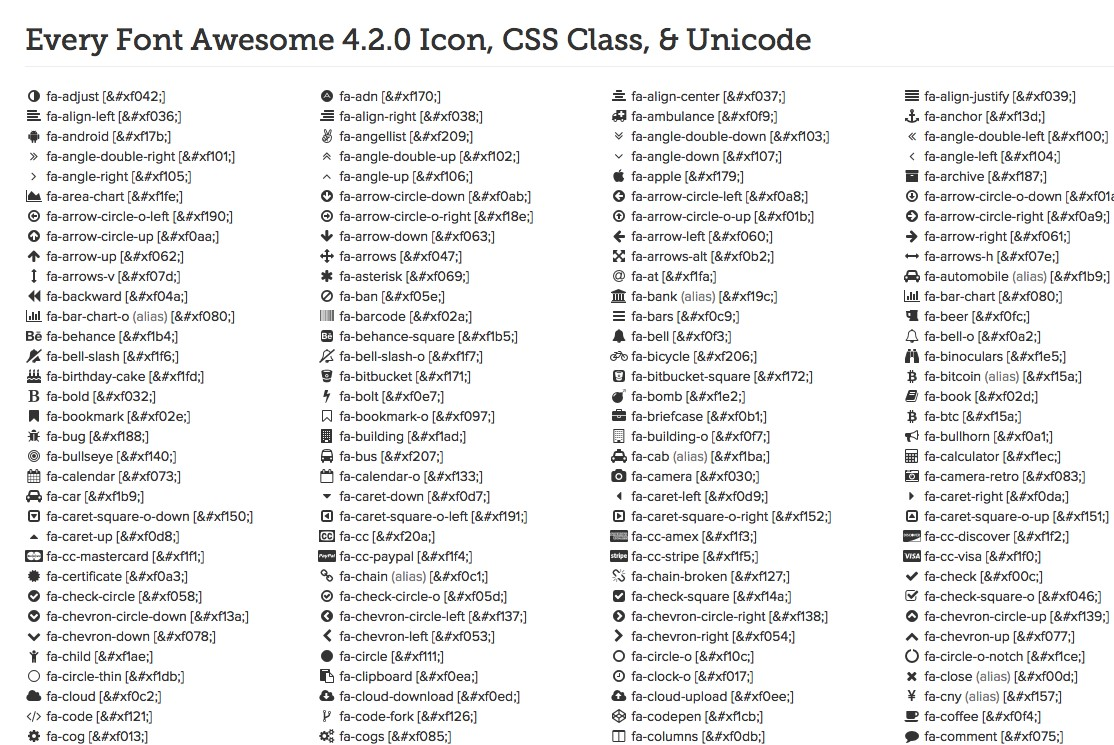 Every Font Awesome 4.2.0 Icon, CSS Class, & Unicode
fa-adjust [&#xf042;] fa-adn [&#xf170;] fa-align-center [&#xf037;] fa-align-justify [&#xf039;]
fa-align-left [&#xf036;] fa-align-right [&#xf038;] fa-ambulance [&#xf0f9;] fa-anchor [&#xf13d;]
fa-android [&#xf17b;] fa-angellist [&#xf209;] fa-angle-double-down [&#xf103;] fa-angle-double-left [&#xf100;]
fa-angle-double-right [&#xf101;] fa-angle-double-up [&#xf102;] fa-angle-down [&#xf107;] fa-angle-left [&#xf104;]
fa-angle-right [&#xf105;] fa-angle-up [&#xf106;] fa-apple [&#xf179;] fa-archive [&#xf187;]
fa-area-chart [&#xf1fe;] fa-arrow-circle-down [&#xf0ab;] fa-arrow-circle-left [&#xf0a8;] fa-arrow-circle-o-down [&#xf01a
fa-arrow-circle-o-left [&#xf190;] fa-arrow-circle-o-right [&#xf18e;] fa-arrow-circle-o-up [&#xf01b;] fa-arrow-circle-right [&#xf0a9;]
fa-arrow-circle-up [&#xf0aa;] fa-arrow-down [&#xf063;] fa-arrow-left [&#xf060;] fa-arrow-right [&#xf061;]
fa-arrow-up [&#xf062;] fa-arrows [&#xf047;] fa-arrows-alt [&#xf0b2;] fa-arrows-h [&#xf07e;]
fa-arrows-v [&#xf07d;] fa-asterisk [&#xf069;] fa-at [&#xf1fa;] fa-automobile (alias) [&#xf1b9;]
fa-backward [&#xf04a;] fa-ban [&#xf05e;] fa-bank (alias) [&#xf19c;] fa-bar-chart [&#xf080;]
fa-bar-chart-o (alias) [&#xf080;] fa-barcode [&#xf02a;] fa-bars [&#xf0c9;] fa-beer [&#xf0fc;]
fa-behance [&#xf1b4;] fa-behance-square [&#xf1b5;] fa-bell [&#xf0f3;] fa-bell-o [&#xf0a2;]
fa-bell-slash [&#xf1f6;] fa-bell-slash-o [&#xf1f7;] fa-bicycle [&#xf206;] fa-binoculars [&#xf1e5;]
fa-birthday-cake [&#xf1fd;] fa-bitbucket [&#xf171;] fa-bitbucket-square [&#xf172;] fa-bitcoin (alias) [&#xf15a;]
fa-bold [&#xf032;] fa-bolt [&#xf0e7;] fa-bomb [&#xf1e2;] fa-book [&#xf02d;]
fa-bookmark [&#xf02e;] fa-bookmark-o [&#xf097;] fa-briefcase [&#xf0b1;] fa-btc [&#xf15a;]
fa-bug [&#xf188;] fa-building [&#xf1ad;] fa-building-o [&#xf0f7;] fa-bullhorn [&#xf0a1;]
fa-bullseye [&#xf140;] fa-bus [&#xf207;] fa-cab (alias) [&#xf1ba;] fa-calculator [&#xf1ec;]
fa-calendar [&#xf073;] fa-calendar-o [&#xf133;] fa-camera [&#xf030;] fa-camera-retro [&#xf083;]
fa-car [&#xf1b9;] fa-caret-down [&#xf0d7;] fa-caret-left [&#xf0d9;] fa-caret-right [&#xf0da;]
fa-caret-square-o-down [&#xf150;] fa-caret-square-o-left [&#xf191;] fa-caret-square-o-right [&#xf152;] fa-caret-square-o-up [&#xf151;]
fa-caret-up [&#xf0d8;] fa-cc [&#xf20a;] fa-cc-amex [&#xf1f3;] fa-cc-discover [&#xf1f2;]
fa-cc-mastercard [&#xf1f1;] fa-cc-paypal [&#xf1f4;] fa-cc-stripe [&#xf1f5;] fa-cc-visa [&#xf1f0;]
fa-certificate [&#xf0a3;] fa-chain (alias) [&#xf0c1;] fa-chain-broken [&#xf127;] fa-check [&#xf00c;]
fa-check-circle [&#xf058;] fa-check-circle-o [&#xf05d;] fa-check-square [&#xf14a;] fa-check-square-o [&#xf046;]
fa-chevron-circle-down [&#xf13a;] fa-chevron-circle-left [&#xf137;] fa-chevron-circle-right [&#xf138;] fa-chevron-circle-up [&#xf139;]
fa-chevron-down [&#xf078;] fa-chevron-left [&#xf053;] fa-chevron-right [&#xf054;] fa-chevron-up [&#xf077;]
fa-child [&#xf1ae;] fa-circle [&#xf111;] fa-circle-o [&#xf10c;] fa-circle-o-notch [&#xf1ce;]
fa-circle-thin [&#xf1db;] fa-clipboard [&#xf0ea;] fa-clock-o [&#xf017;] fa-close (alias) [&#xf00d;]
fa-cloud [&#xf0c2;] fa-cloud-download [&#xf0ed;] fa-cloud-upload [&#xf0ee;] fa-cny (alias) [&#xf157;]
fa-code [&#xf121;] fa-code-fork [&#xf126;] fa-codepen [&#xf1cb;] fa-coffee [&#xf0f4;]
fa-cog [&#xf013;] fa-cogs [&#xf085;] fa-columns [&#xf0db;] fa-comment [&#xf075;]